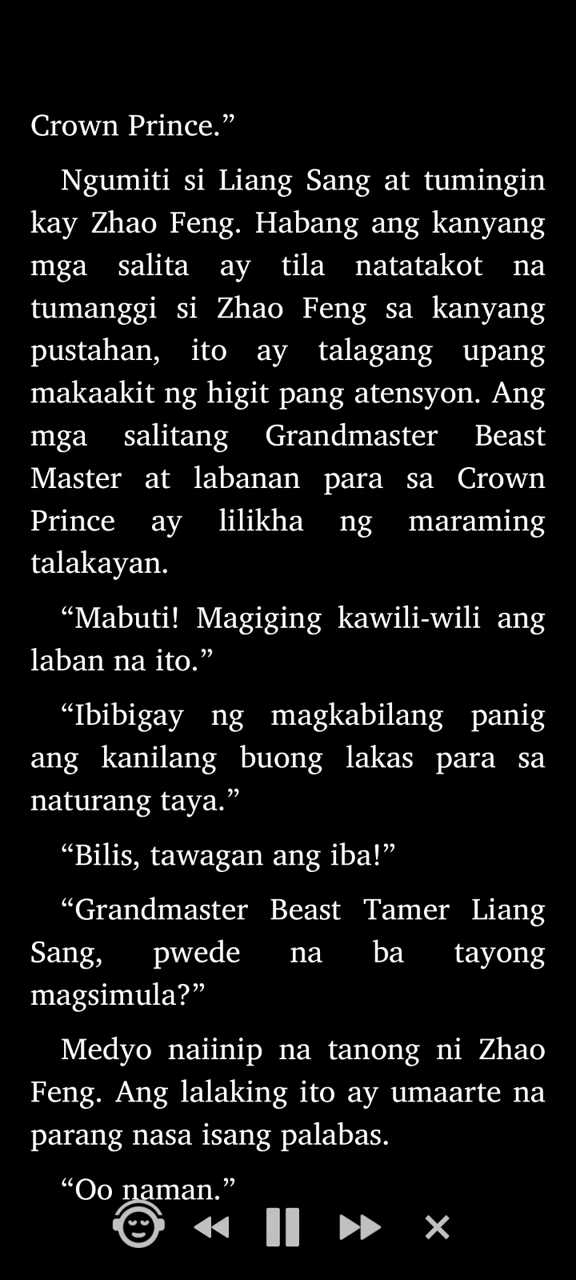 Crown Prince.”
Ngumiti si Liang Sang at tumingin
kay Zhao Feng. Habang ang kanyang
mga salita ay tila natatakot na
tumanggi si Zhao Feng sa kanyang
pustahan, ito ay talagang upang
makaakit ng higit pang atensyon. Ang
mga salitang Grandmaster Beast
Master at labanan para sa Crown
Prince ay lilikha ng maraming
talakayan.
“Mabuti! Magiging kawili-wili ang
laban na ito.”
“Ibibigay ng magkabilang panig
ang kanilang buong lakas para sa
naturang taya.”
“Bilis, tawagan ang iba!”
“Grandmaster Beast Tamer Liang
Sang, pwede na ba tayong
magsimula?”
Medyo naiinip na tanong ni Zhao
Feng. Ang lalaking ito ay umaarte na
parang nasa isang palabas.
“Oo naman.”